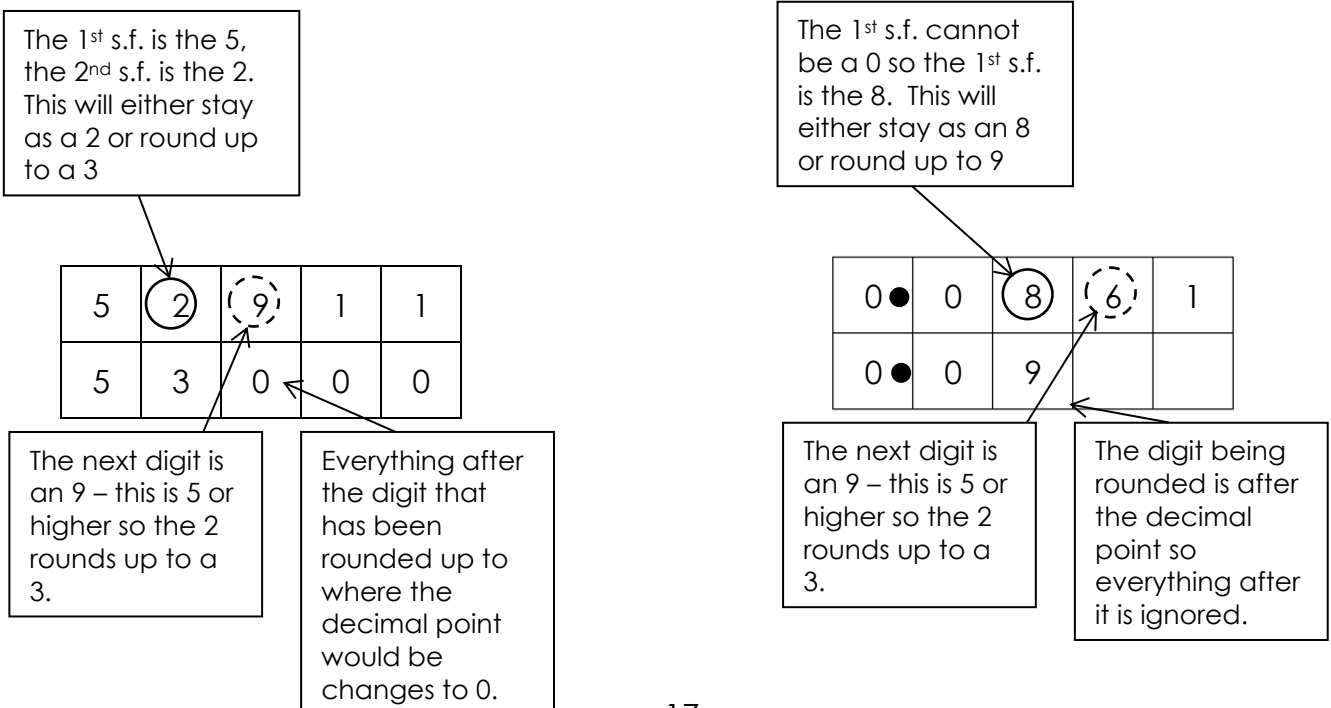 The 1st s.f. is the 5,
the 2nd s.f. is the 2.
This will either stay
as a 2 or round up
to a 3
5 2 9 1 1
5 3 0 0 0
The next digit is
an 9 – this is 5 or
higher so the 2
rounds up to a
3.
Everything after
the digit that
has been
rounded up to
where the
decimal point
would be
changes to 0.
The 1st s.f. cannot
be a 0 so the 1st s.f.
is the 8. This will
either stay as an 8
or round up to 9
0 ● 0 8 6 1
0 ● 0 9
The next digit is
an 9 – this is 5 or
higher so the 2
rounds up to a
3.
The digit being
rounded is after
the decimal
point so
everything after
it is ignored.